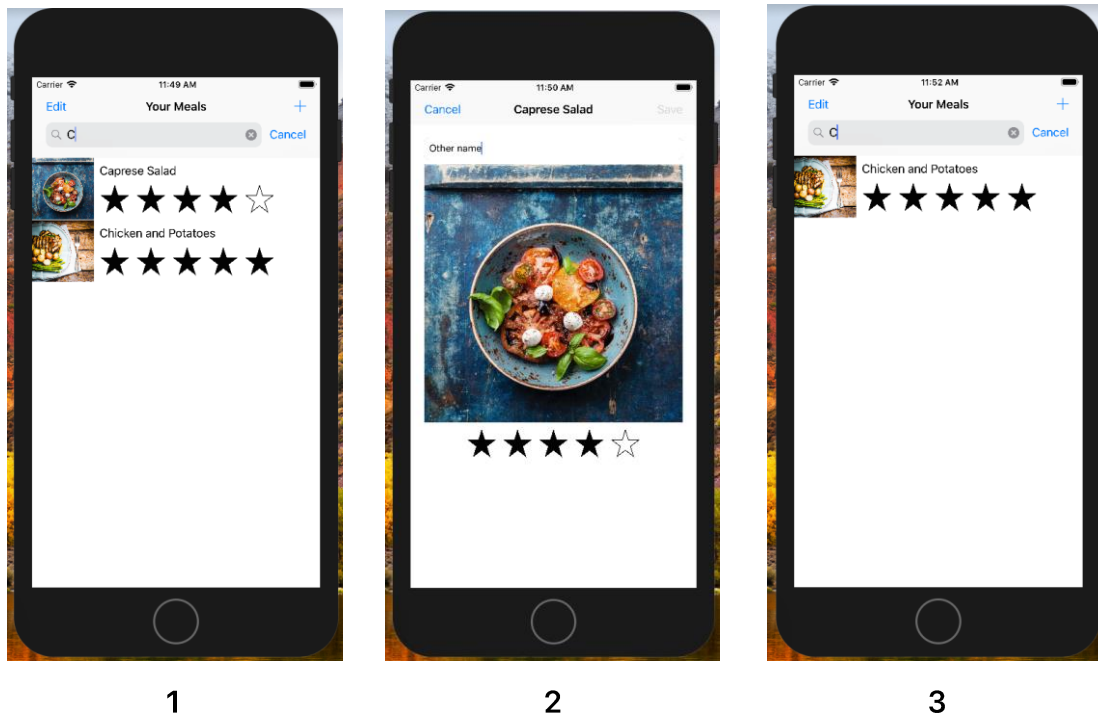 Carrier 11:49 AM
Edit Your Meals +
C Cancel
Caprese Salad
Chicken and Potatoes
1
Carrier 11:50 AM
Cancel Caprese Salad Save
Other name
2
Carrier 11:52 AM
Edit Your Meals +
C Cancel
Chicken and Potatoes
3